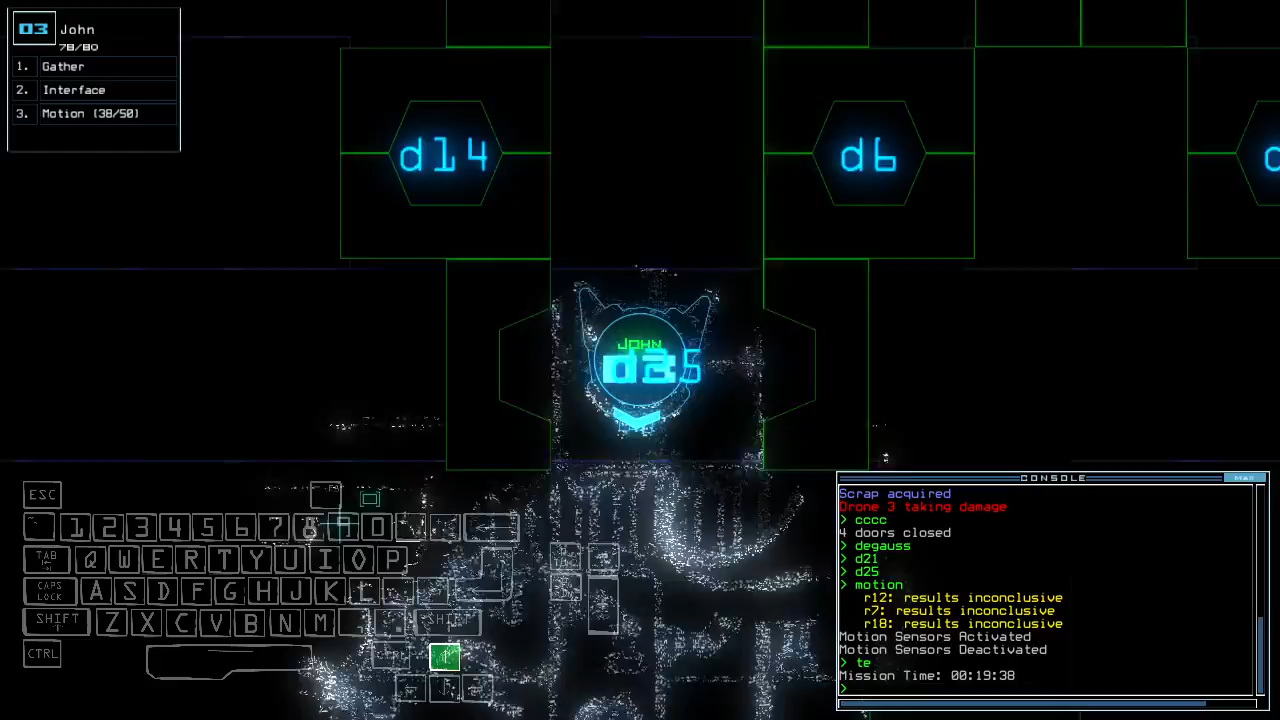 03 John
78/80
1. Gather
2. Interface
3. Motion (38/50)
d14
d6
JOHN
CONSOLE
Scrap acquired
Drone 3 taking damage
> cccc
4 doors closed
> degauss
> d21
> d25
> motion
r12: results inconclusive
r7: results inconclusive
r18: results inconclusive
Motion Sensors Activated
Motion Sensors Deactivated
> te
Mission Time: 00:19:38
>
ESC
1 2 3 4 5 6 7 8 9 0
TAB Q W E R T Y U I O P
CAPS LOCK A S D F G H J K L
SHIFT Z X C V B N M SHIFT
CTRL